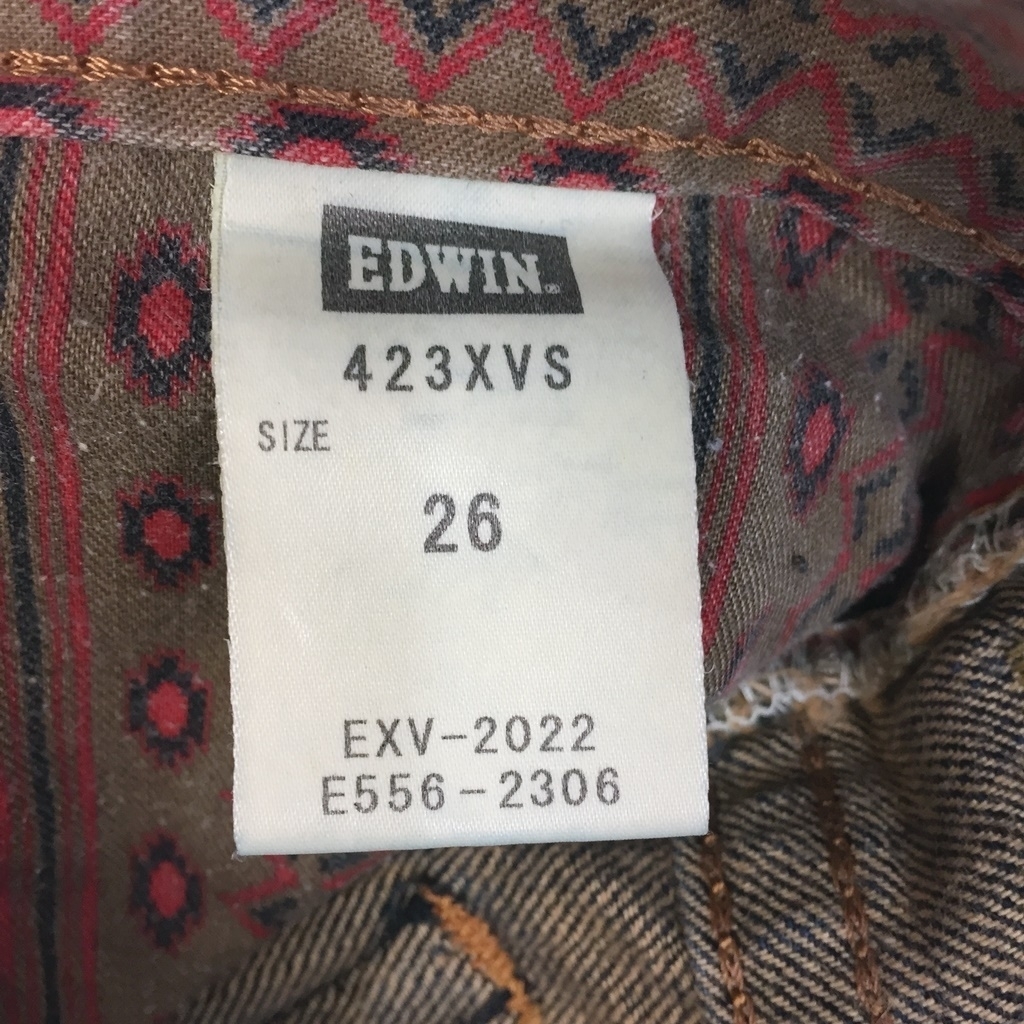 EDWIN®
423XVS
SIZE
26
EXV-2022
E556-2306